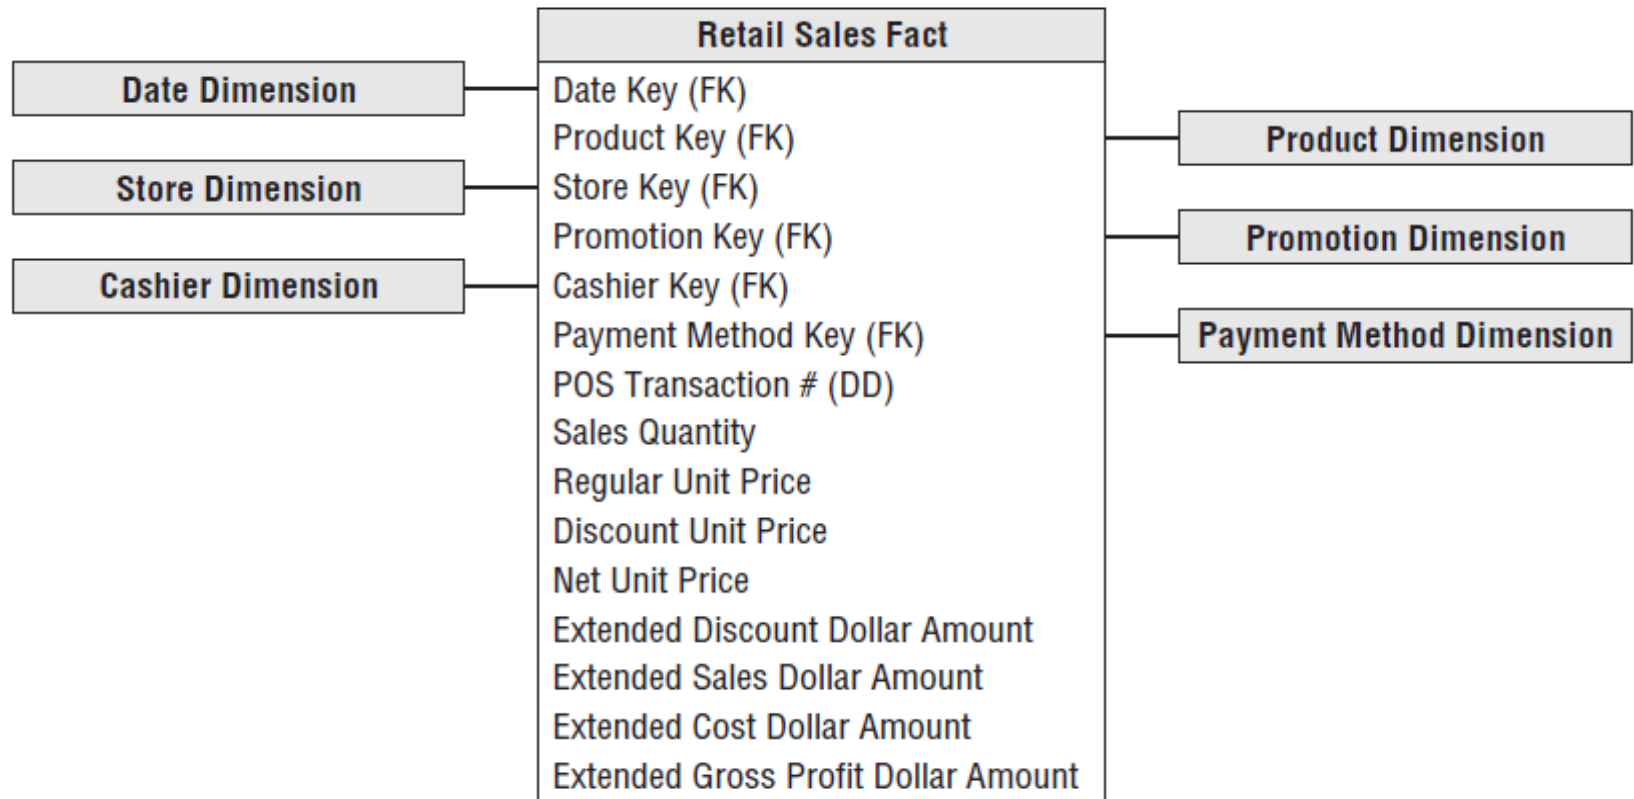 Retail Sales Fact
Date Dimension
Date Key (FK)
Product Key (FK)
Product Dimension
Store Dimension
Store Key (FK)
Promotion Key (FK)
Promotion Dimension
Cashier Dimension
Cashier Key (FK)
Payment Method Key (FK)
Payment Method Dimension
POS Transaction # (DD)
Sales Quantity
Regular Unit Price
Discount Unit Price
Net Unit Price
Extended Discount Dollar Amount
Extended Sales Dollar Amount
Extended Cost Dollar Amount
Extended Gross Profit Dollar Amount